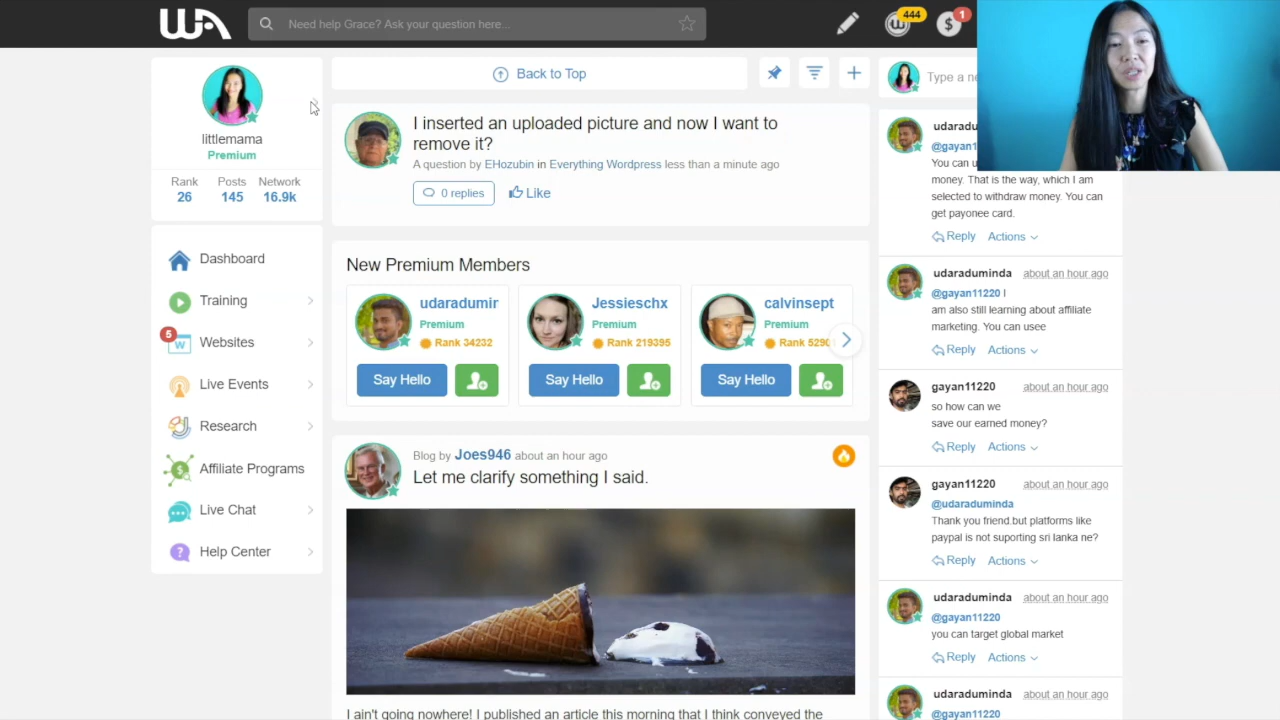 WA
Need help Grace? Ask your question here...
444
1
littlemama
Premium
Rank
Posts
Network
26
145
16.9k
Dashboard
Training
5
W
Websites
Live Events
Research
Affiliate Programs
Live Chat
Help Center
Back to Top
I inserted an uploaded picture and now I want to
remove it?
A question by EHozubin in Everything Wordpress less than a minute ago
0 replies
Like
New Premium Members
udaradumir
Premium
Rank 34232
Say Hello
Jessieschx
Premium
Rank 219395
Say Hello
calvinsept
Premium
Rank 5290
Say Hello
Blog by Joes946 about an hour ago
Let me clarify something I said.
I ain't going nowhere! I published an article this morning that I think conveyed the
Type a ne
udaradu
@gayan1
You can u
money. That is the way, which I am
selected to withdraw money. You can
get payonee card.
Reply Actions
udaraduminda about an hour ago
@gayan11220 I
am also still learning about affiliate
marketing. You can usee
Reply Actions
gayan11220 about an hour ago
so how can we
save our earned money?
Reply Actions
gayan11220 about an hour ago
@udaraduminda
Thank you friend.but platforms like
paypal is not suporting sri lanka ne?
Reply Actions
udaraduminda about an hour ago
@gayan11220
you can target global market
Reply Actions
udaraduminda about an hour ago
@gayan11220